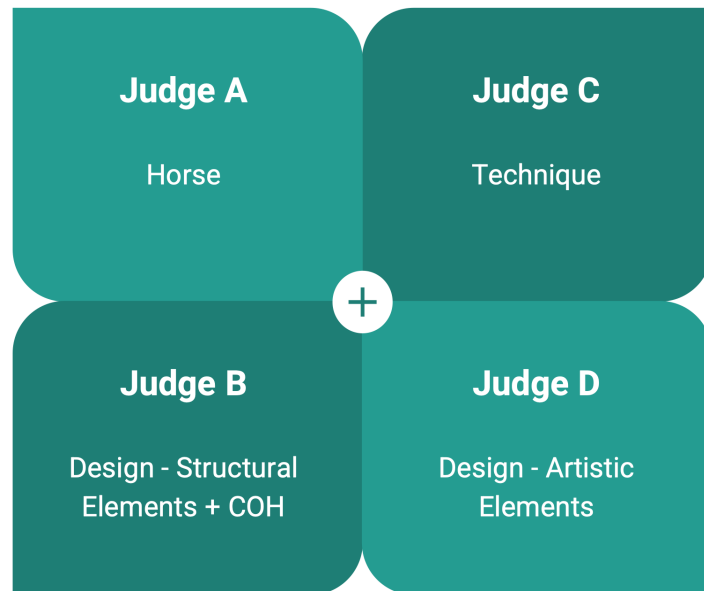 Judge A
Horse
Judge C
Technique
Judge B
Design - Structural
Elements + COH
Judge D
Design - Artistic
Elements